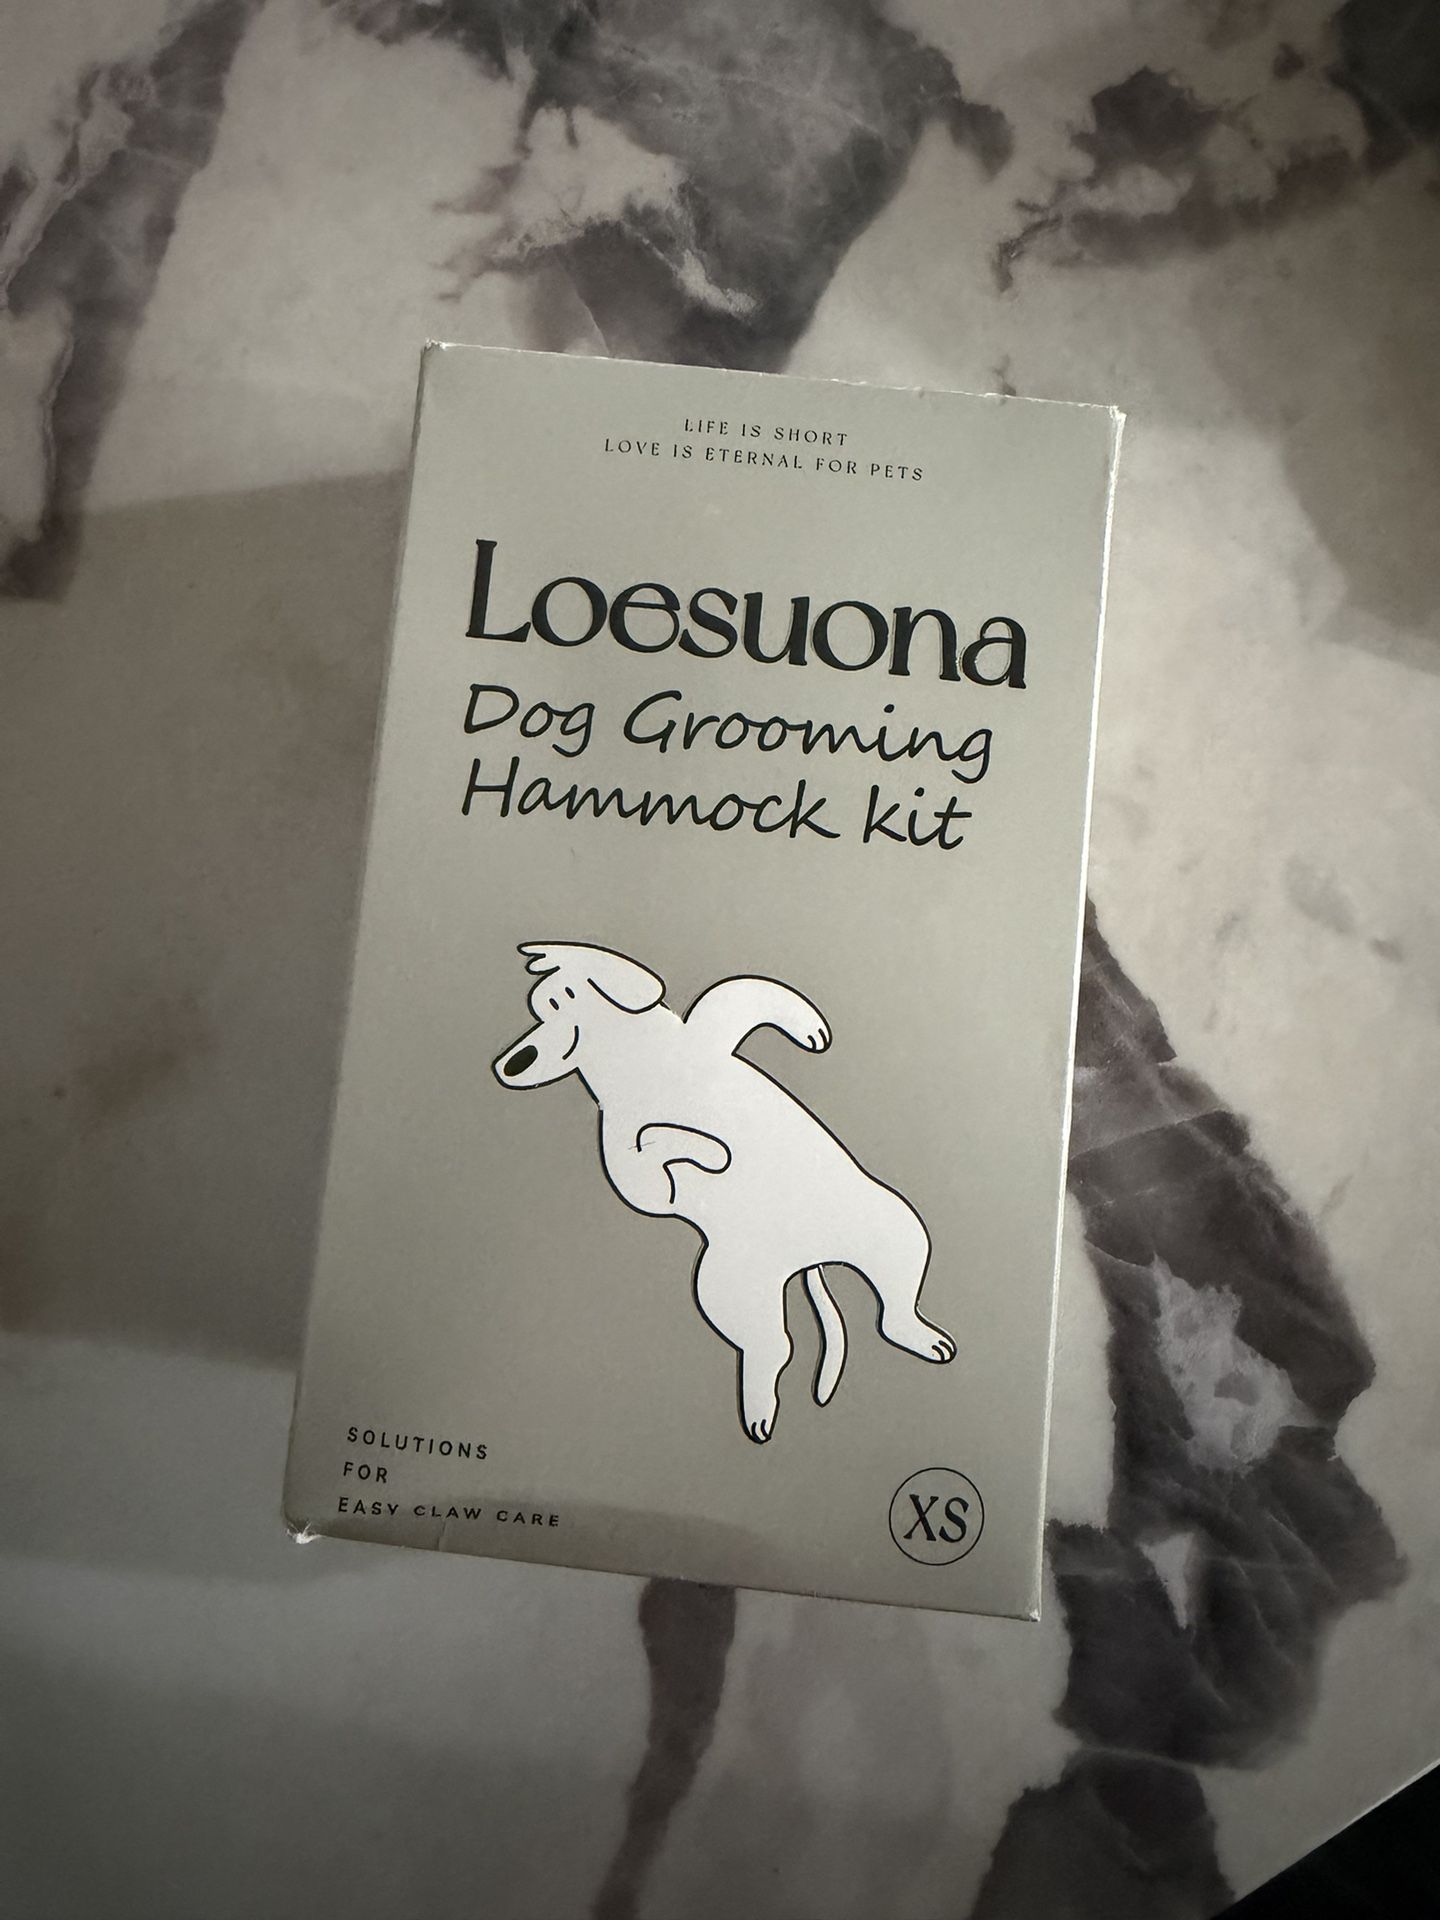 LIFE IS SHORT
LOVE IS ETERNAL FOR PETS
Loesuona
Dog Grooming
Hammock kit
SOLUTIONS
FOR
EASY CLAW CARE
XS